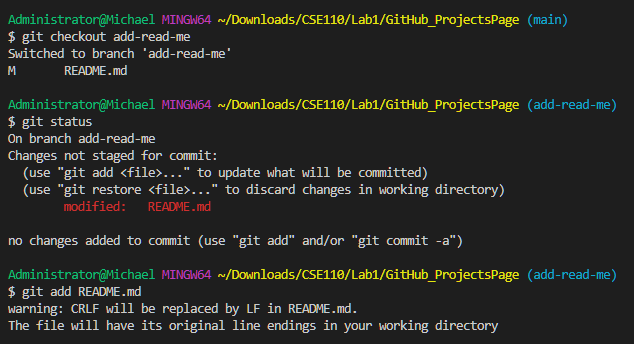 Administrator@Michael MINGW64 ~/Downloads/CSE110/Lab1/GitHub_ProjectsPage (main)
$ git checkout add-read-me
Switched to branch 'add-read-me'
M       README.md

Administrator@Michael MINGW64 ~/Downloads/CSE110/Lab1/GitHub_ProjectsPage (add-read-me)
$ git status
On branch add-read-me
Changes not staged for commit:
  (use "git add <file>..." to update what will be committed)
  (use "git restore <file>..." to discard changes in working directory)
        modified:   README.md

no changes added to commit (use "git add" and/or "git commit -a")

Administrator@Michael MINGW64 ~/Downloads/CSE110/Lab1/GitHub_ProjectsPage (add-read-me)
$ git add README.md
warning: CRLF will be replaced by LF in README.md.
The file will have its original line endings in your working directory